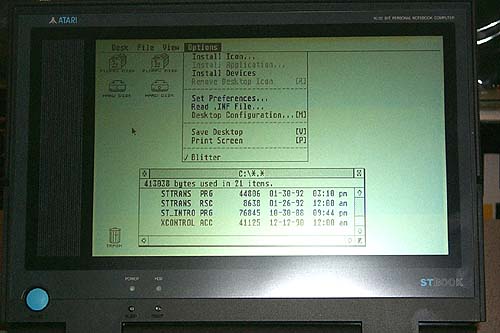 ATARI
16/32 BIT PERSONAL NOTEBOOK COMPUTER
Desk File View Options
Install Icon...
Install Application...
Install Devices
Remove Desktop Icon [R]
Set Preferences...
Read .INF File...
Desktop Configuration...[M]
Save Desktop [V]
Print Screen [P]
✓ Blitter
FLOPPY DISK FLOPPY DISK
HARD DISK HARD DISK
C:\*.*
413038 bytes used in 21 items.
STTRANS PRG 44806 01-30-92 03:10 pm
STTRANS RSC 8638 01-26-92 12:00 am
ST_INTRO PRG 76845 10-30-88 09:44 pm
XCONTROL ACC 41125 12-12-90 12:00 am
TRASH
POWER HDD
STBOOK